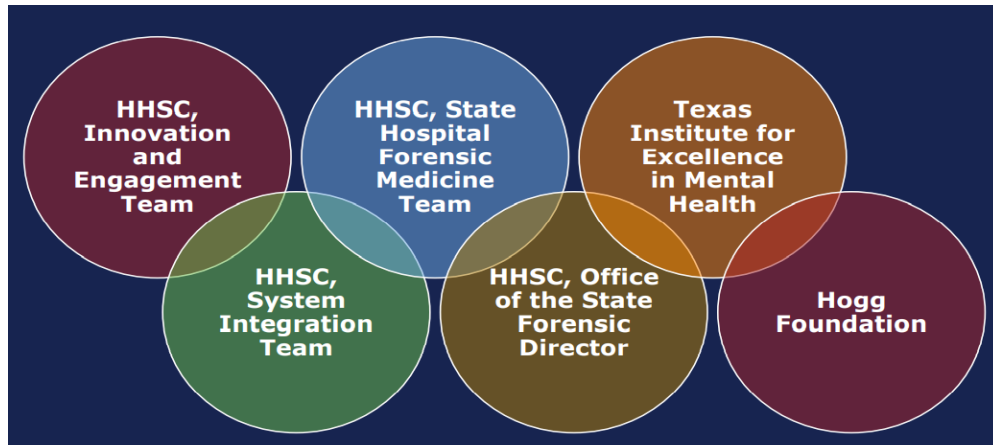 HHSC,
Innovation
and
Engagement
Team
HHSC, State
Hospital
Forensic
Medicine
Team
Texas
Institute for
Excellence
in Mental
Health
HHSC,
System
Integration
Team
HHSC, Office
of the State
Forensic
Director
Hogg
Foundation